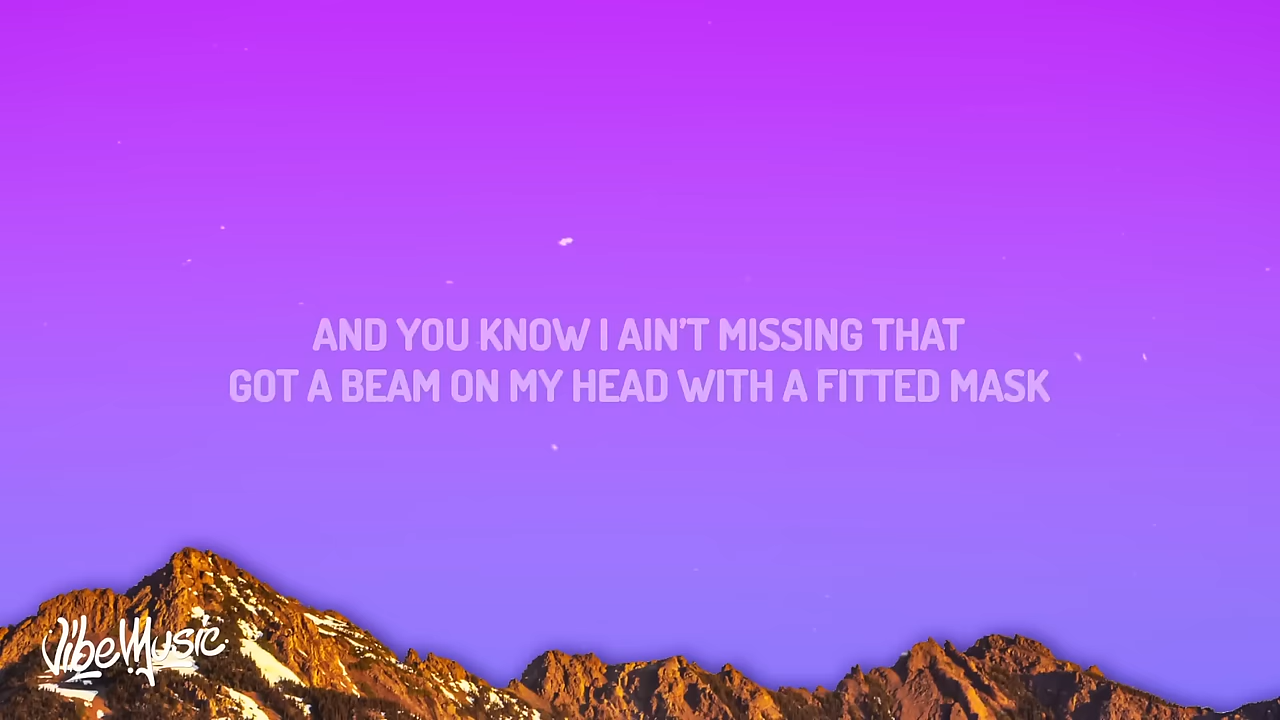 AND YOU KNOW I AIN'T MISSING THAT
GOT A BEAM ON MY HEAD WITH A FITTED MASK
VibeMusic